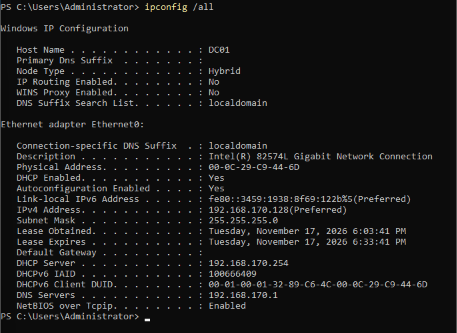 PS C:\Users\Administrator> ipconfig /all
Windows IP Configuration
Host Name . . . . . . . . . . . . : DC01
Primary Dns Suffix  . . . . . . . :
Node Type . . . . . . . . . . . . : Hybrid
IP Routing Enabled. . . . . . . . : No
WINS Proxy Enabled. . . . . . . . : No
DNS Suffix Search List. . . . . . : localdomain
Ethernet adapter Ethernet0:
Connection-specific DNS Suffix  . : localdomain
Description . . . . . . . . . . . : Intel(R) 82574L Gigabit Network Connection
Physical Address. . . . . . . . . : 00-0C-29-C9-44-6D
DHCP Enabled. . . . . . . . . . . : Yes
Autoconfiguration Enabled . . . . : Yes
Link-local IPv6 Address . . . . . : fe80::3459:1938:8f69:122b%5(Preferred)
IPv4 Address. . . . . . . . . . . : 192.168.170.128(Preferred)
Subnet Mask . . . . . . . . . . . : 255.255.255.0
Lease Obtained. . . . . . . . . . : Tuesday, November 17, 2026 6:03:41 PM
Lease Expires . . . . . . . . . . : Tuesday, November 17, 2026 6:33:41 PM
Default Gateway . . . . . . . . . :
DHCP Server . . . . . . . . . . . : 192.168.170.254
DHCPv6 IAID . . . . . . . . . . . : 100666409
DHCPv6 Client DUID. . . . . . . . : 00-01-00-01-32-89-C6-4C-00-0C-29-C9-44-6D
DNS Servers . . . . . . . . . . . : 192.168.170.1
NetBIOS over Tcpip. . . . . . . . : Enabled
PS C:\Users\Administrator>